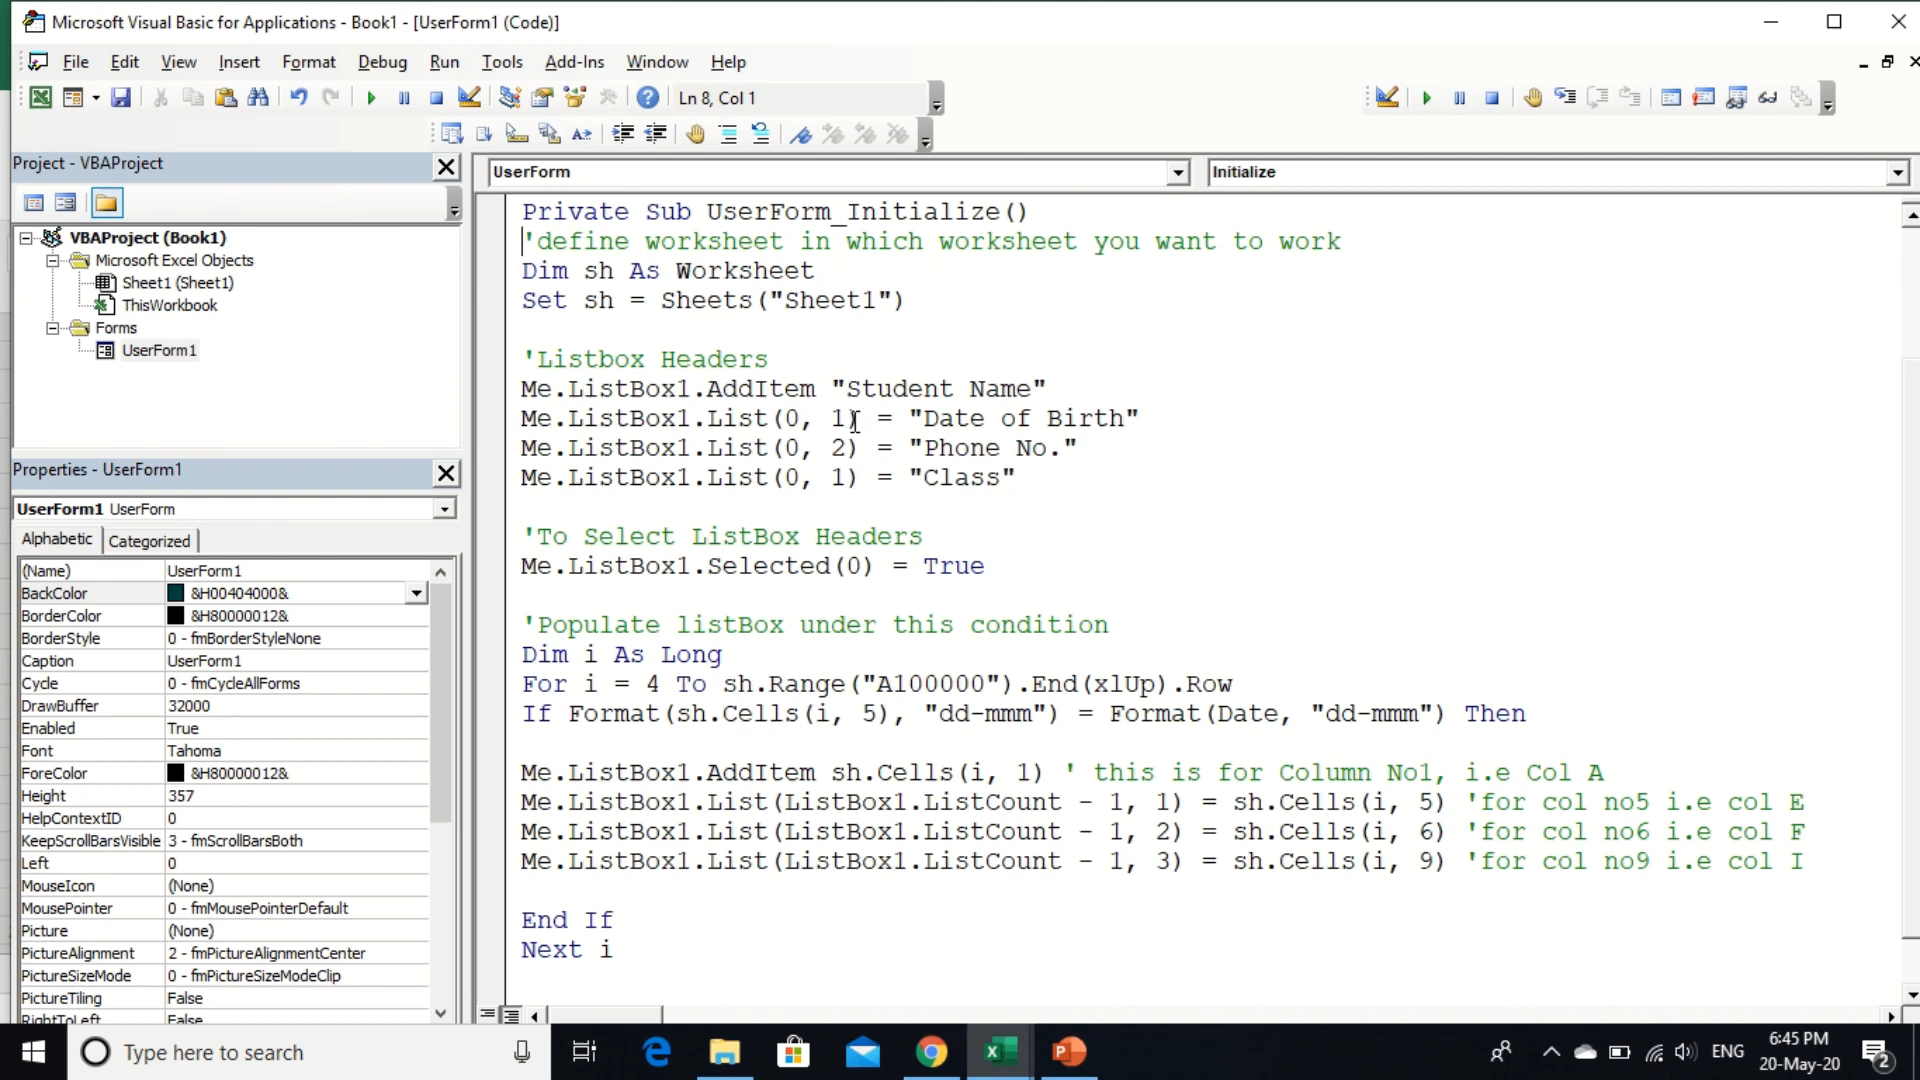 Microsoft Visual Basic for Applications - Book1 - [UserForm1 (Code)]
File Edit View Insert Format Debug Run Tools Add-Ins Window Help
Ln 8, Col 1
Project - VBAProject
UserForm Initialize
VBAProject (Book1)
Microsoft Excel Objects
Sheet1 (Sheet1)
ThisWorkbook
Forms
UserForm1
Properties - UserForm1
UserForm1 UserForm
Alphabetic Categorized
(Name) UserForm1
BackColor &H00404000&
BorderColor &H80000012&
BorderStyle 0 - fmBorderStyleNone
Caption UserForm1
Cycle 0 - fmCycleAllForms
DrawBuffer 32000
Enabled True
Font Tahoma
ForeColor &H80000012&
Height 357
HelpContextID 0
KeepScrollBarsVisible 3 - fmScrollBarsBoth
Left 0
MouseIcon (None)
MousePointer 0 - fmMousePointerDefault
Picture (None)
PictureAlignment 2 - fmPictureAlignmentCenter
PictureSizeMode 0 - fmPictureSizeModeClip
PictureTiling False
RightToLeft False
Private Sub UserForm_Initialize()
'define worksheet in which worksheet you want to work
Dim sh As Worksheet
Set sh = Sheets("Sheet1")
'Listbox Headers
Me.ListBox1.AddItem "Student Name"
Me.ListBox1.List(0, 1) = "Date of Birth"
Me.ListBox1.List(0, 2) = "Phone No."
Me.ListBox1.List(0, 1) = "Class"
'To Select ListBox Headers
Me.ListBox1.Selected(0) = True
'Populate listBox under this condition
Dim i As Long
For i = 4 To sh.Range("A100000").End(xlUp).Row
If Format(sh.Cells(i, 5), "dd-mmm") = Format(Date, "dd-mmm") Then
Me.ListBox1.AddItem sh.Cells(i, 1) ' this is for Column No1, i.e Col A
Me.ListBox1.List(ListBox1.ListCount - 1, 1) = sh.Cells(i, 5) 'for col no5 i.e col E
Me.ListBox1.List(ListBox1.ListCount - 1, 2) = sh.Cells(i, 6) 'for col no6 i.e col F
Me.ListBox1.List(ListBox1.ListCount - 1, 3) = sh.Cells(i, 9) 'for col no9 i.e col I
End If
Next i
Type here to search
ENG
6:45 PM
20-May-20
2